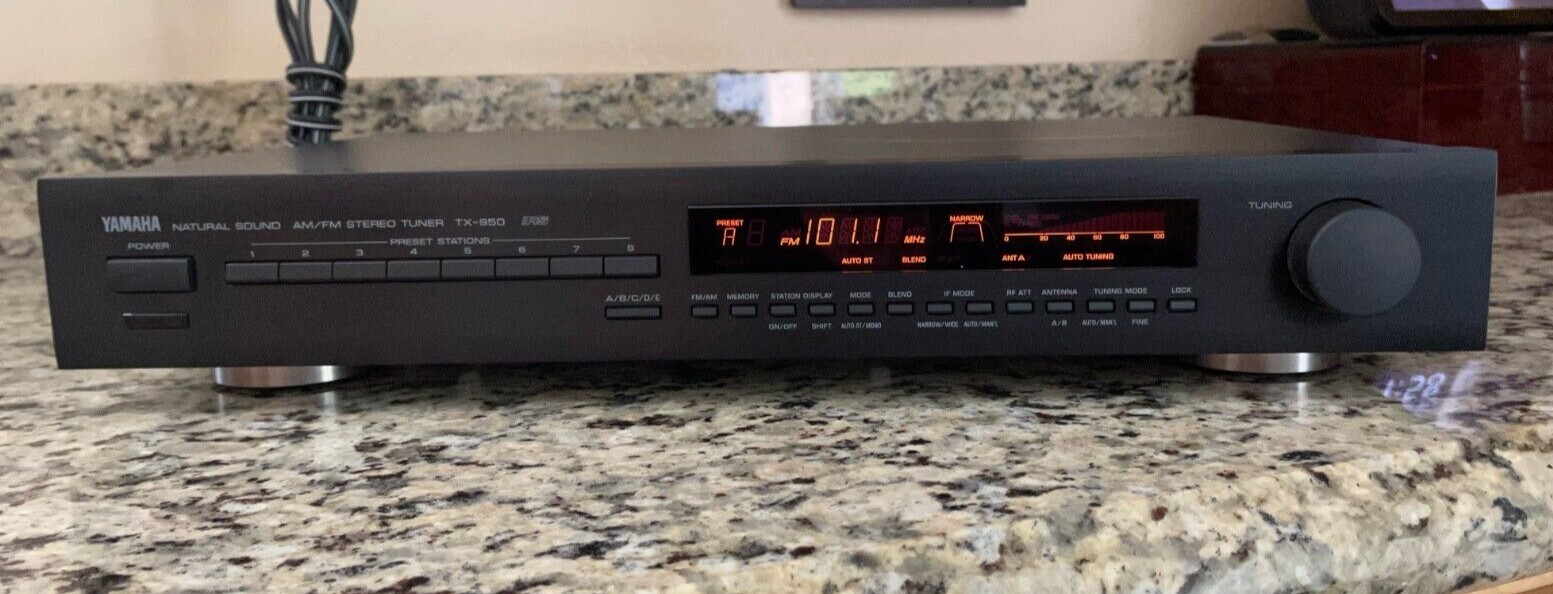 YAMAHA NATURAL SOUND AM/FM STEREO TUNER TX-950 RS
POWER
PRESET STATIONS
1 2 3 4 5 6 7 8
A/B/C/D/E
PRESET
A
FM 101.1 MHz
AUTO ST BLEND
NARROW
0 20 40 60 80 100
ANT A AUTO TUNING
TUNING
FM/AM MEMORY STATION DISPLAY MODE BLEND IF MODE RF ATT ANTENNA TUNING MODE LOCK
ON/OFF SHIFT AUTO ST/MONO NARROW/WIDE AUTO/MAN'L A/B AUTO/MAN'L FINE
1:28